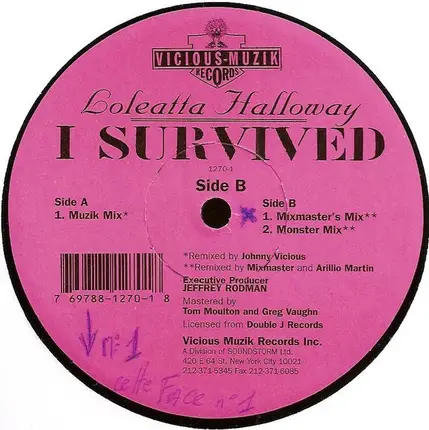 VICIOUS-MUZIK
RECORDS
Loleatta Halloway
I SURVIVED
1270-1
Side B
Side A
1. Muzik Mix*
Side B
1. Mixmaster's Mix**
2. Monster Mix**
*Remixed by Johnny Vicious
**Remixed by Mixmaster and Arillio Martin
Executive Producer
JEFFREY RODMAN
Mastered by
Tom Moulton and Greg Vaughn
Licensed from Double J Records
7 69788-1270-1 8
Vicious Muzik Records Inc.
A Division of SOUNDSTORM Ltd.
420 E 64 St. New York City 10021
212-371-5345 Fax 212-371-6085
n: 1
cette FACE n° 1